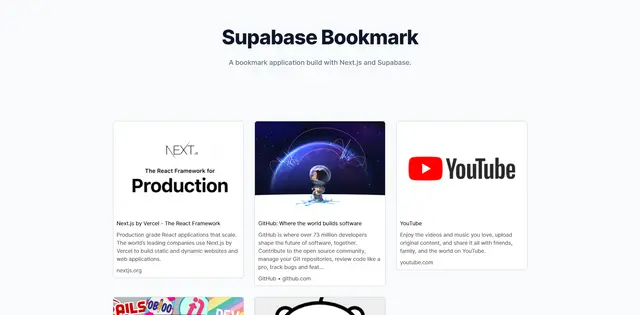 Supabase Bookmark
A bookmark application build with Next.js and Supabase.
NEXT.JS
The React Framework for
Production
Next.js by Vercel - The React Framework
Production grade React applications that scale.
The world's leading companies use Next.js by
Vercel to build static and dynamic websites and
web applications.
nextjs.org
GitHub: Where the world builds software
GitHub is where over 73 million developers
shape the future of software, together.
Contribute to the open source community,
manage your Git repositories, review code like a
pro, track bugs and feat...
GitHub • github.com
YouTube
YouTube
Enjoy the videos and music you love, upload
original content, and share it all with friends,
family, and the world on YouTube.
youtube.com